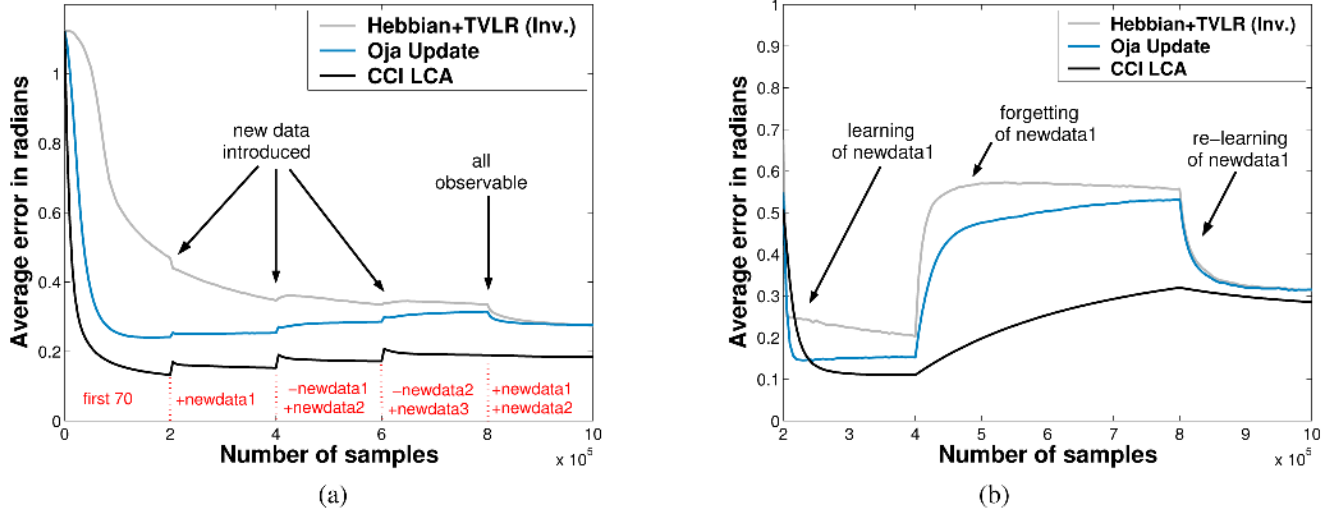 Hebbian+TVLR (Inv.)
Oja Update
CCI LCA
new data
introduced
all
observable
first 70
+newdata1
−newdata1
+newdata2
−newdata2
+newdata3
+newdata1
+newdata2
Average error in radians
1
0.8
0.6
0.4
0.2
0
0
2
4
6
8
10
Number of samples
x 10^5
(a)
Hebbian+TVLR (Inv.)
Oja Update
CCI LCA
learning
of newdata1
forgetting
of newdata1
re−learning
of newdata1
Average error in radians
1
0.9
0.8
0.7
0.6
0.5
0.4
0.3
0.2
0.1
0
2
3
4
5
6
7
8
9
10
Number of samples
x 10^5
(b)